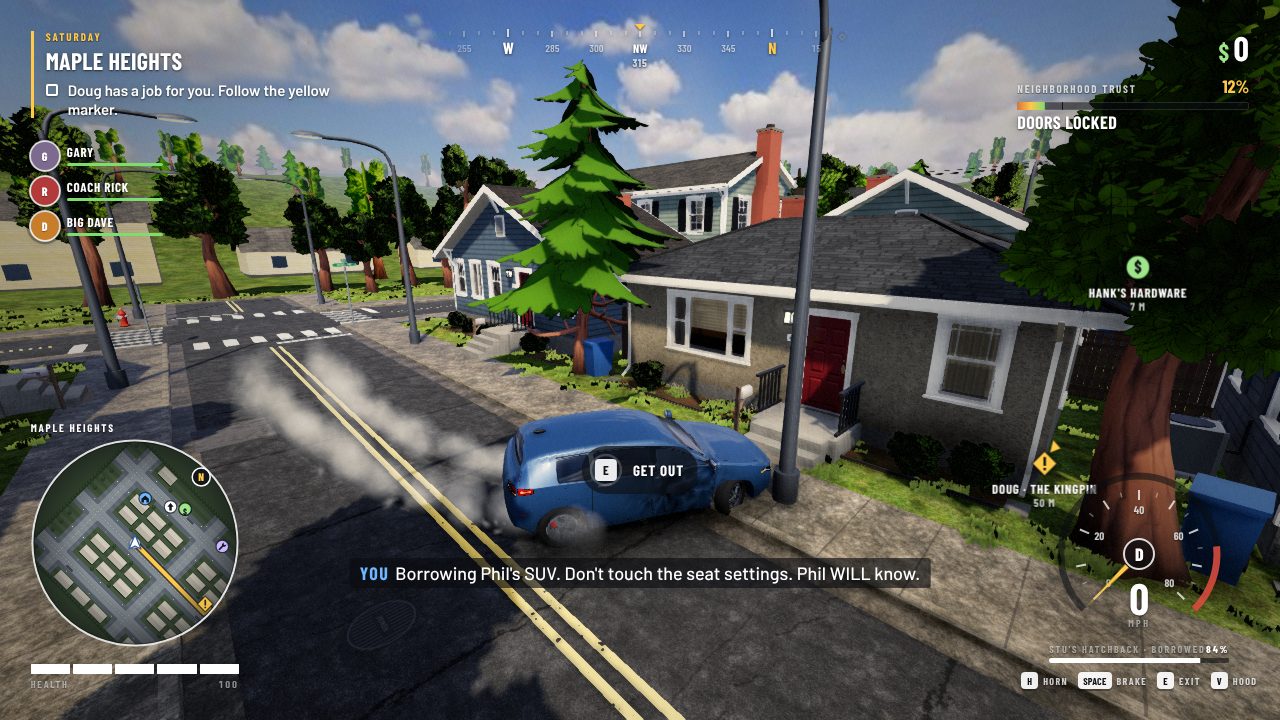 SATURDAY
MAPLE HEIGHTS
Doug has a job for you. Follow the yellow
marker.
G GARY
R COACH RICK
D BIG DAVE
255 W 285 300 NW 330 345 N 15
315
$0
NEIGHBORHOOD TRUST 12%
DOORS LOCKED
$
HANK'S HARDWARE
7 M
E GET OUT
!
DOUG - THE KINGPIN
50 M
YOU Borrowing Phil's SUV. Don't touch the seat settings. Phil WILL know.
MAPLE HEIGHTS
N
!
HEALTH 100
20 40 60 80
D
0
MPH
STU'S HATCHBACK - BORROWED 84%
H HORN SPACE BRAKE E EXIT V HOOD